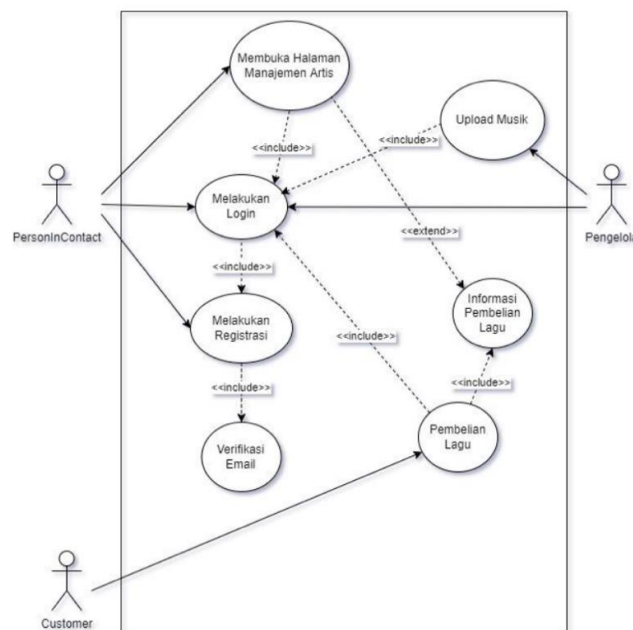 Membuka Halaman
Manajemen Artis
Upload Musik
<<include>>
<<include>>
Melakukan
Login
PersonInContact
Pengelola
<<extend>>
<<include>>
Melakukan
Registrasi
Informasi
Pembelian
Lagu
<<include>>
<<include>>
<<include>>
Verifikasi
Email
Pembelian
Lagu
Customer